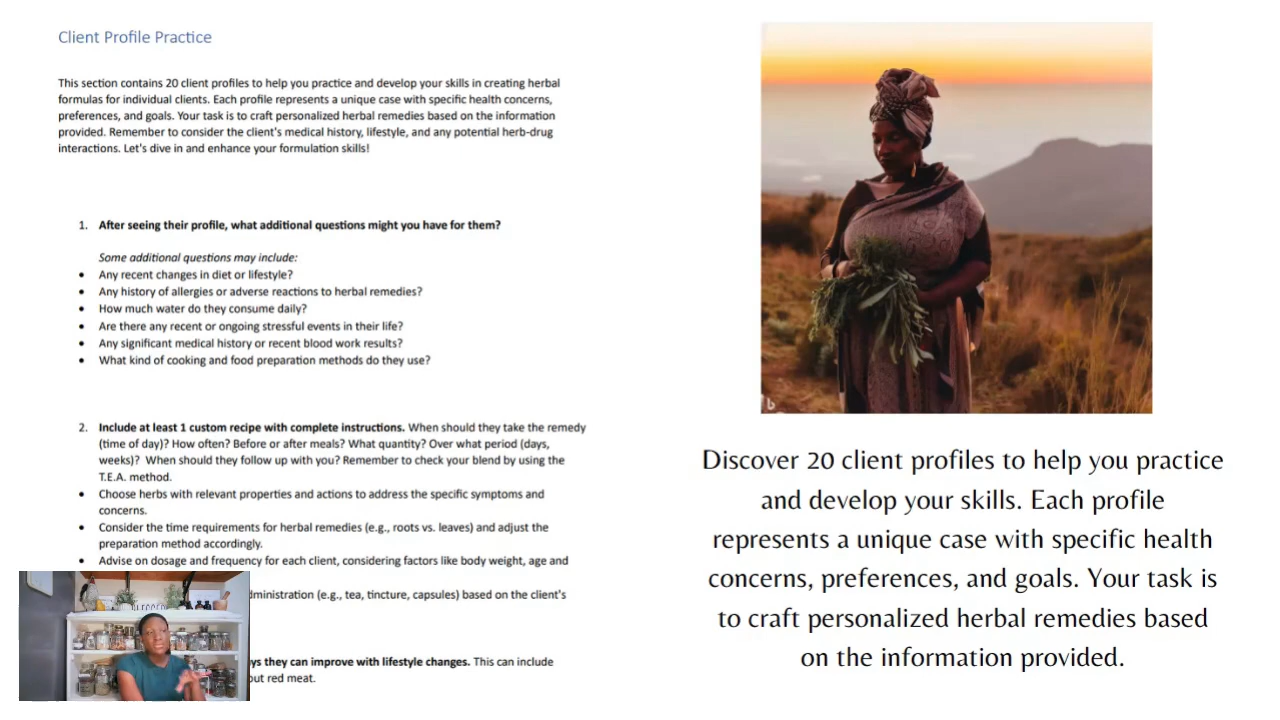 Client Profile Practice
This section contains 20 client profiles to help you practice and develop your skills in creating herbal
formulas for individual clients. Each profile represents a unique case with specific health concerns,
preferences, and goals. Your task is to craft personalized herbal remedies based on the information
provided. Remember to consider the client's medical history, lifestyle, and any potential herb-drug
interactions. Let's dive in and enhance your formulation skills!
1. After seeing their profile, what additional questions might you have for them?
Some additional questions may include:
• Any recent changes in diet or lifestyle?
• Any history of allergies or adverse reactions to herbal remedies?
• How much water do they consume daily?
• Are there any recent or ongoing stressful events in their life?
• Any significant medical history or recent blood work results?
• What kind of cooking and food preparation methods do they use?
2. Include at least 1 custom recipe with complete instructions. When should they take the remedy
(time of day)? How often? Before or after meals? What quantity? Over what period (days,
weeks)? When should they follow up with you? Remember to check your blend by using the
T.E.A. method.
• Choose herbs with relevant properties and actions to address the specific symptoms and
concerns.
• Consider the time requirements for herbal remedies (e.g., roots vs. leaves) and adjust the
preparation method accordingly.
• Advise on dosage and frequency for each client, considering factors like body weight, age and
(e.g., tea, tincture, capsules) based on the client's
they can improve with lifestyle changes. This can include
red meat.
b
Discover 20 client profiles to help you practice
and develop your skills. Each profile
represents a unique case with specific health
concerns, preferences, and goals. Your task is
to craft personalized herbal remedies based
on the information provided.